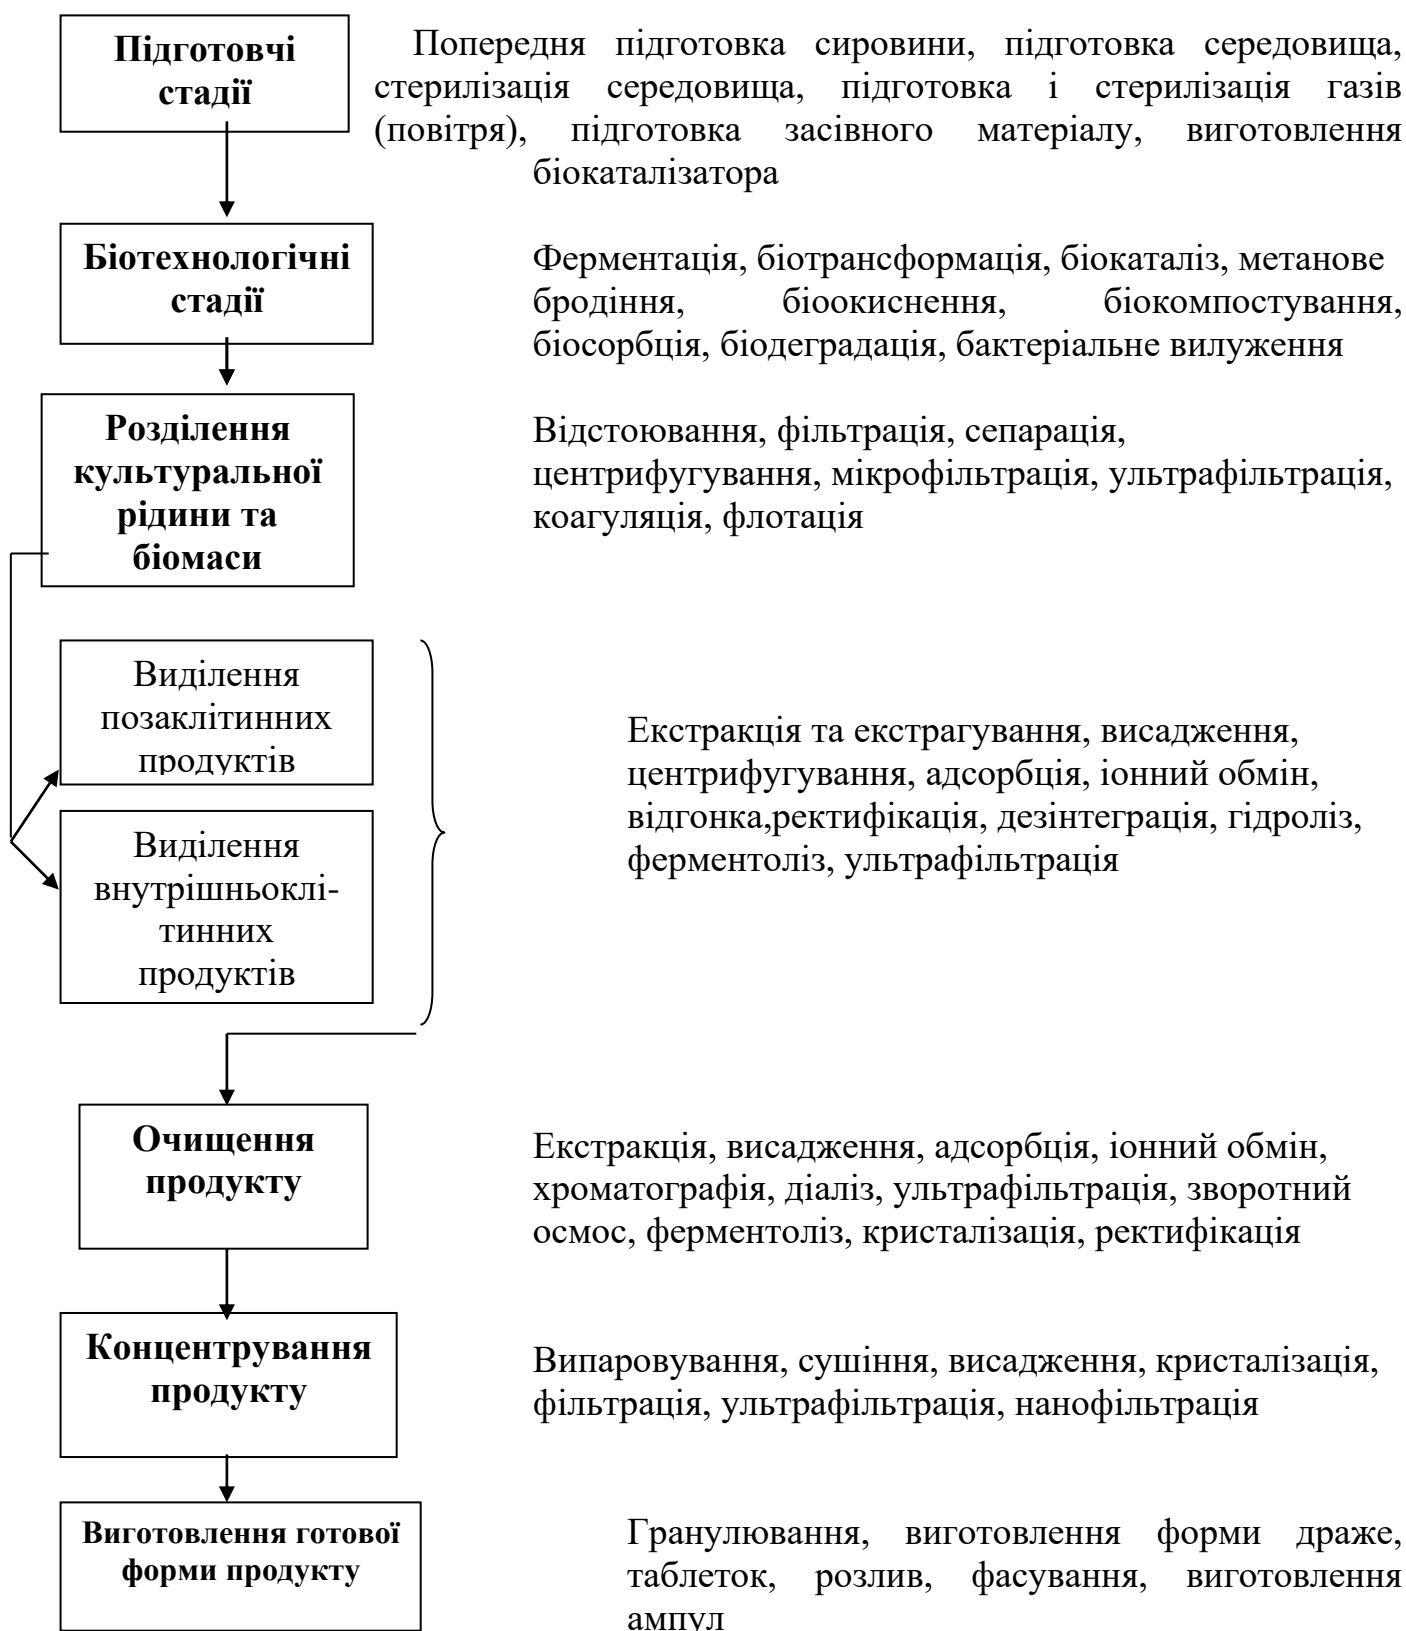 Підготовчі
стадії
Попередня підготовка сировини, підготовка середовища,
стерилізація середовища, підготовка і стерилізація газів
(повітря), підготовка засівного матеріалу, виготовлення
біокаталізатора
Біотехнологічні
стадії
Ферментація, біотрансформація, біокаталіз, метанове
бродіння, біоокиснення, біокомпостування,
біосорбція, біодеградація, бактеріальне вилуження
Розділення
культуральної
рідини та
біомаси
Відстоювання, фільтрація, сепарація,
центрифугування, мікрофільтрація, ультрафільтрація,
коагуляція, флотація
Виділення
позаклітинних
продуктів
Виділення
внутрішньоклі-
тинних
продуктів
Екстракція та екстрагування, висадження,
центрифугування, адсорбція, іонний обмін,
відгонка,ректифікація, дезінтеграція, гідроліз,
ферментоліз, ультрафільтрація
Очищення
продукту
Екстракція, висадження, адсорбція, іонний обмін,
хроматографія, діаліз, ультрафільтрація, зворотний
осмос, ферментоліз, кристалізація, ректифікація
Концентрування
продукту
Випаровування, сушіння, висадження, кристалізація,
фільтрація, ультрафільтрація, нанофільтрація
Виготовлення готової
форми продукту
Гранулювання, виготовлення форми драже,
таблеток, розлив, фасування, виготовлення
ампул